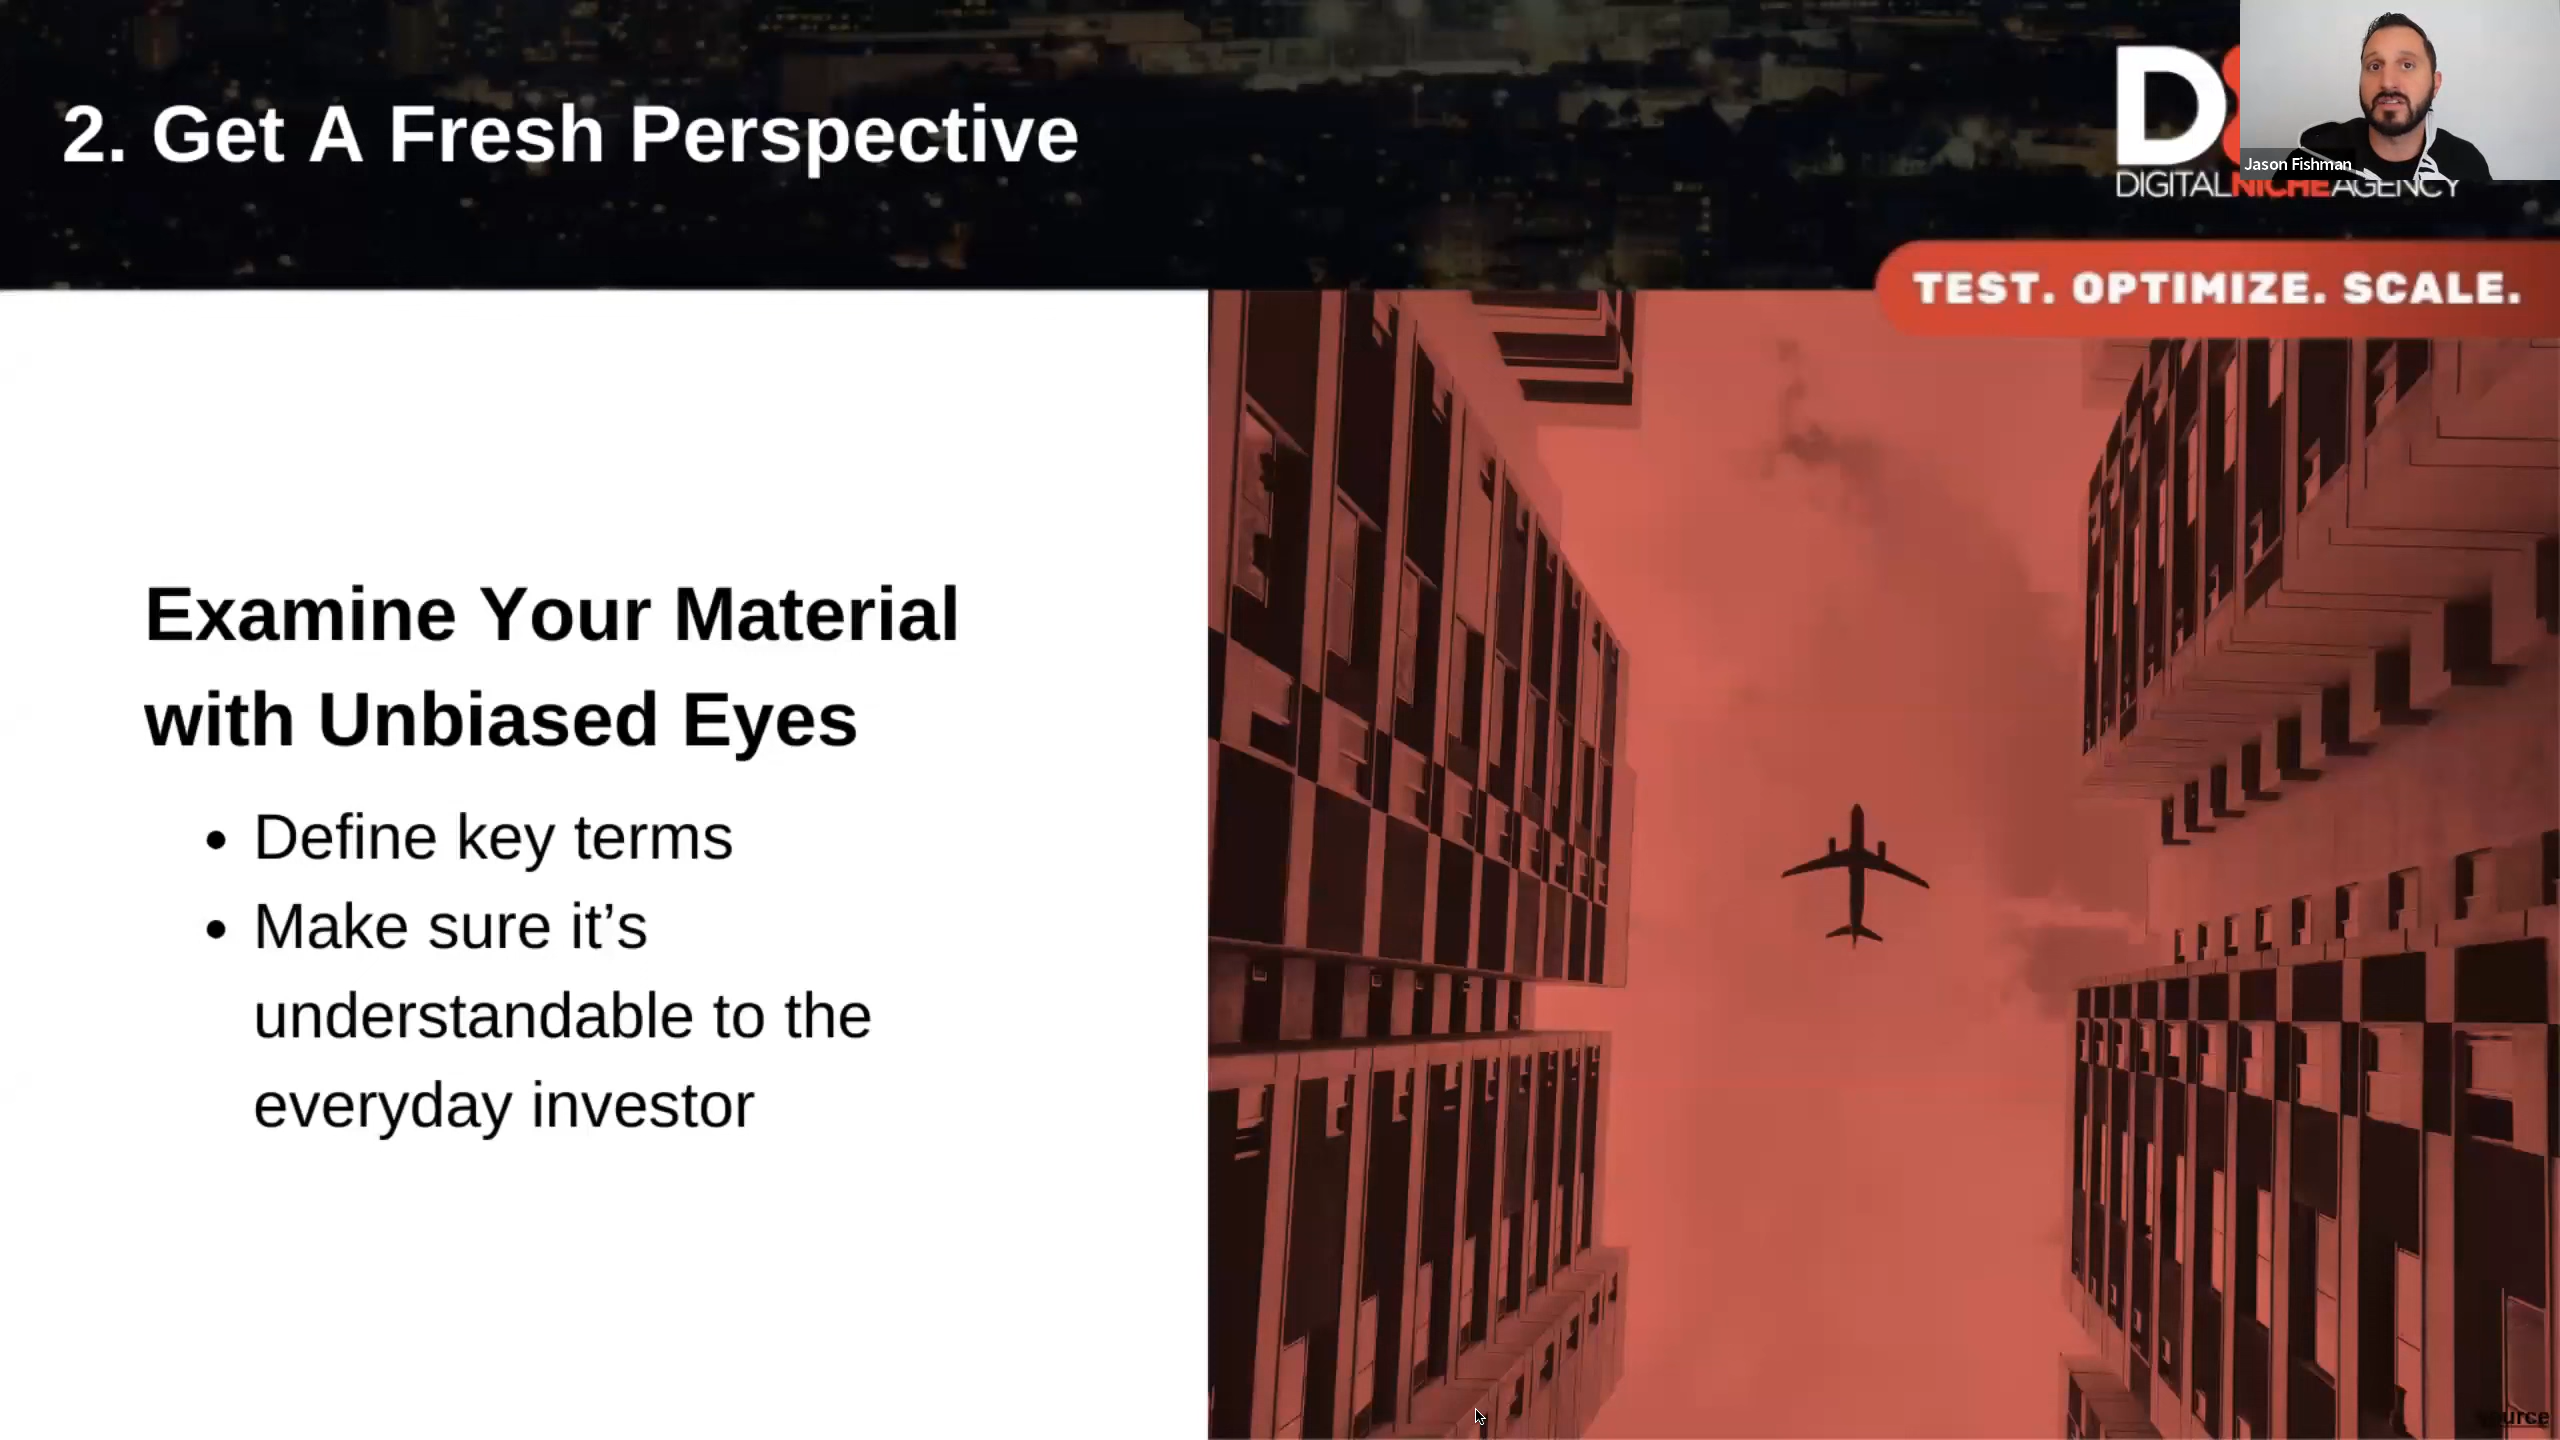 2. Get A Fresh Perspective
D
Jason Fishman
DIGITALNICHEAGENCY
TEST. OPTIMIZE. SCALE.
Examine Your Material
with Unbiased Eyes
• Define key terms
• Make sure it’s
understandable to the
everyday investor